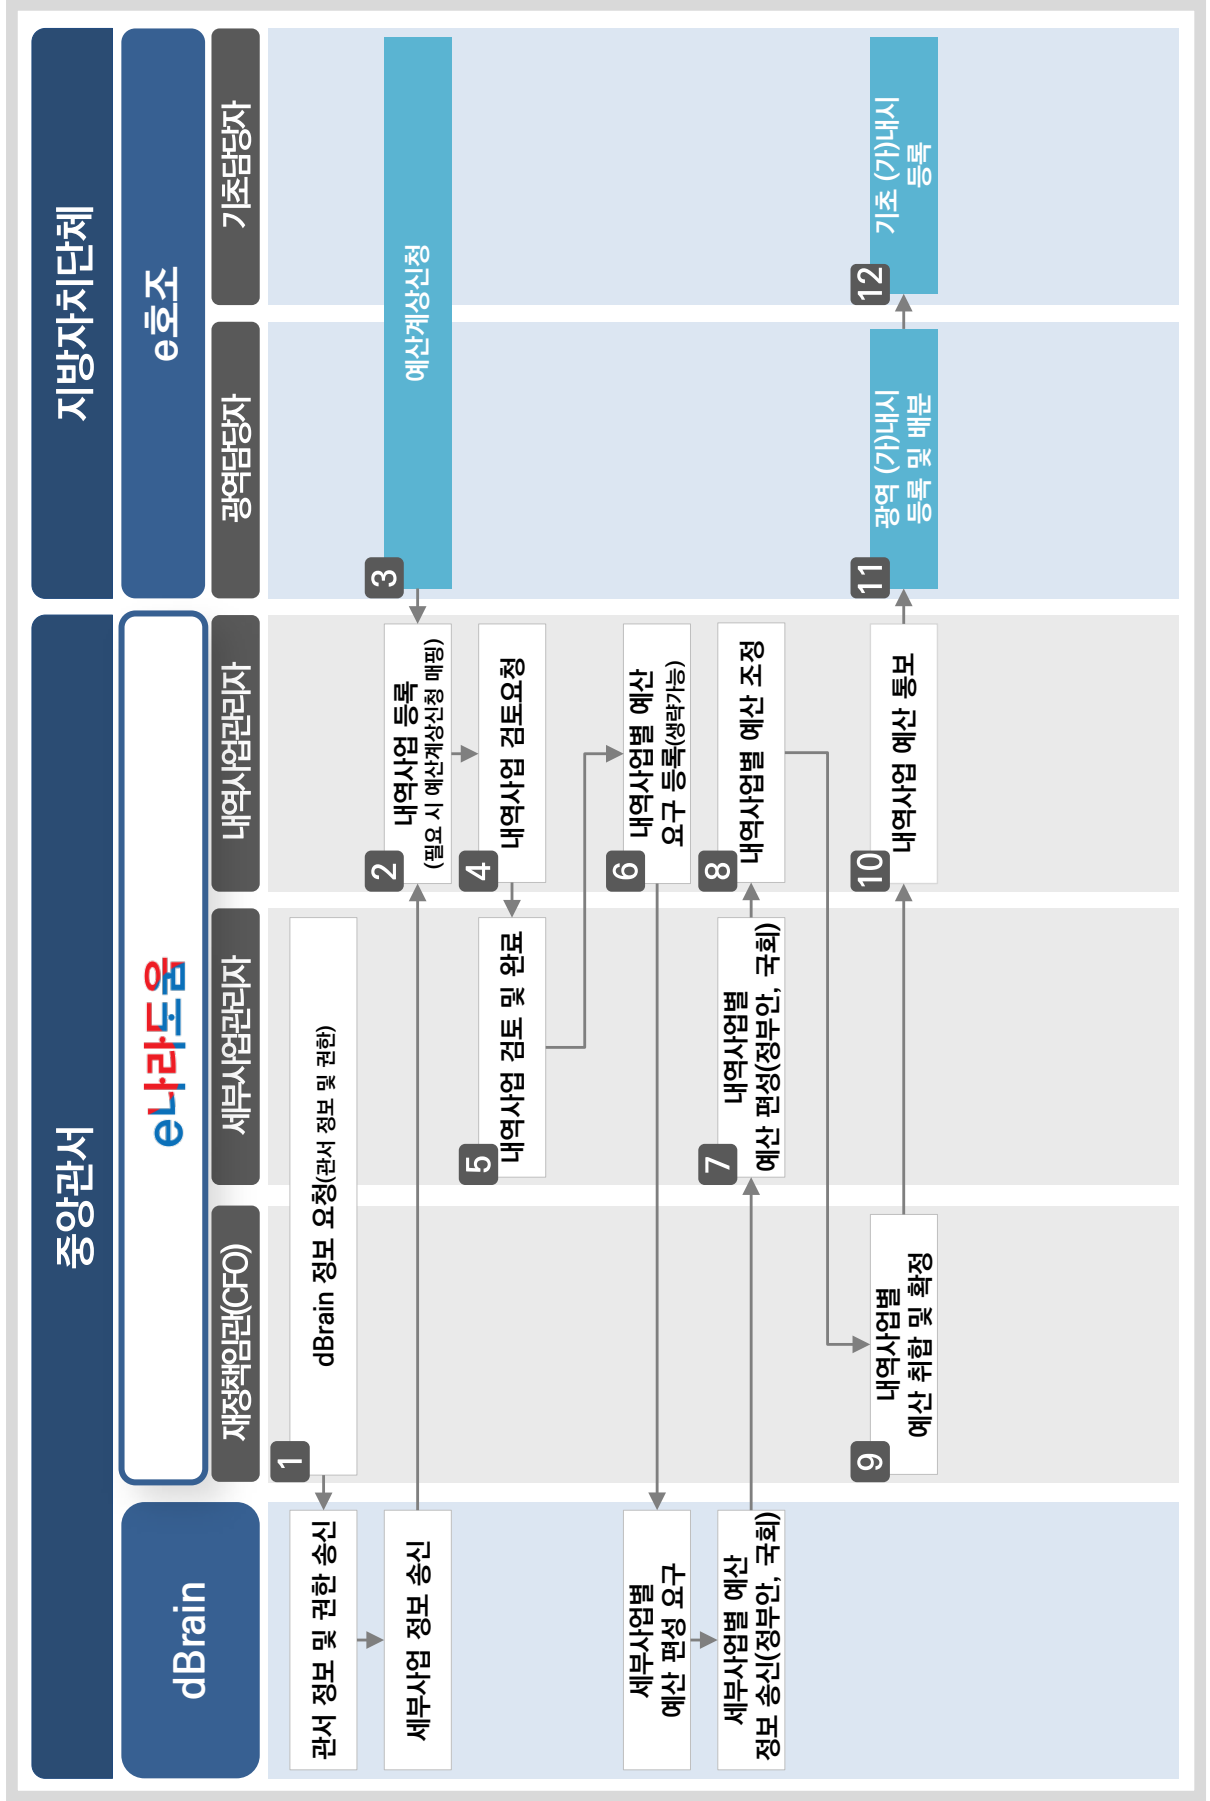 중앙관서
지방자치단체
dBrain
e나라도움
e호조
재정책임관(CFO)
세부사업관리자
내역사업관리자
광역담당자
기초담당자
관서 정보 및 권한 송신
1
dBrain 정보 요청(관서 정보 및 권한)
세부사업 정보 송신
2
내역사업 등록
(필요 시 예산계상신청 매핑)
3
예산계상신청
4
내역사업 검토요청
5
내역사업 검토 및 완료
6
내역사업별 예산
요구 등록(생략가능)
세부사업별
예산 편성 요구
세부사업별 예산
정보 송신(정부안, 국회)
7
내역사업별
예산 편성(정부안, 국회)
8
내역사업별 예산 조정
9
내역사업별
예산 취합 및 확정
10
내역사업 예산 통보
11
광역 (가)내시
등록 및 배분
12
기초 (가)내시
등록